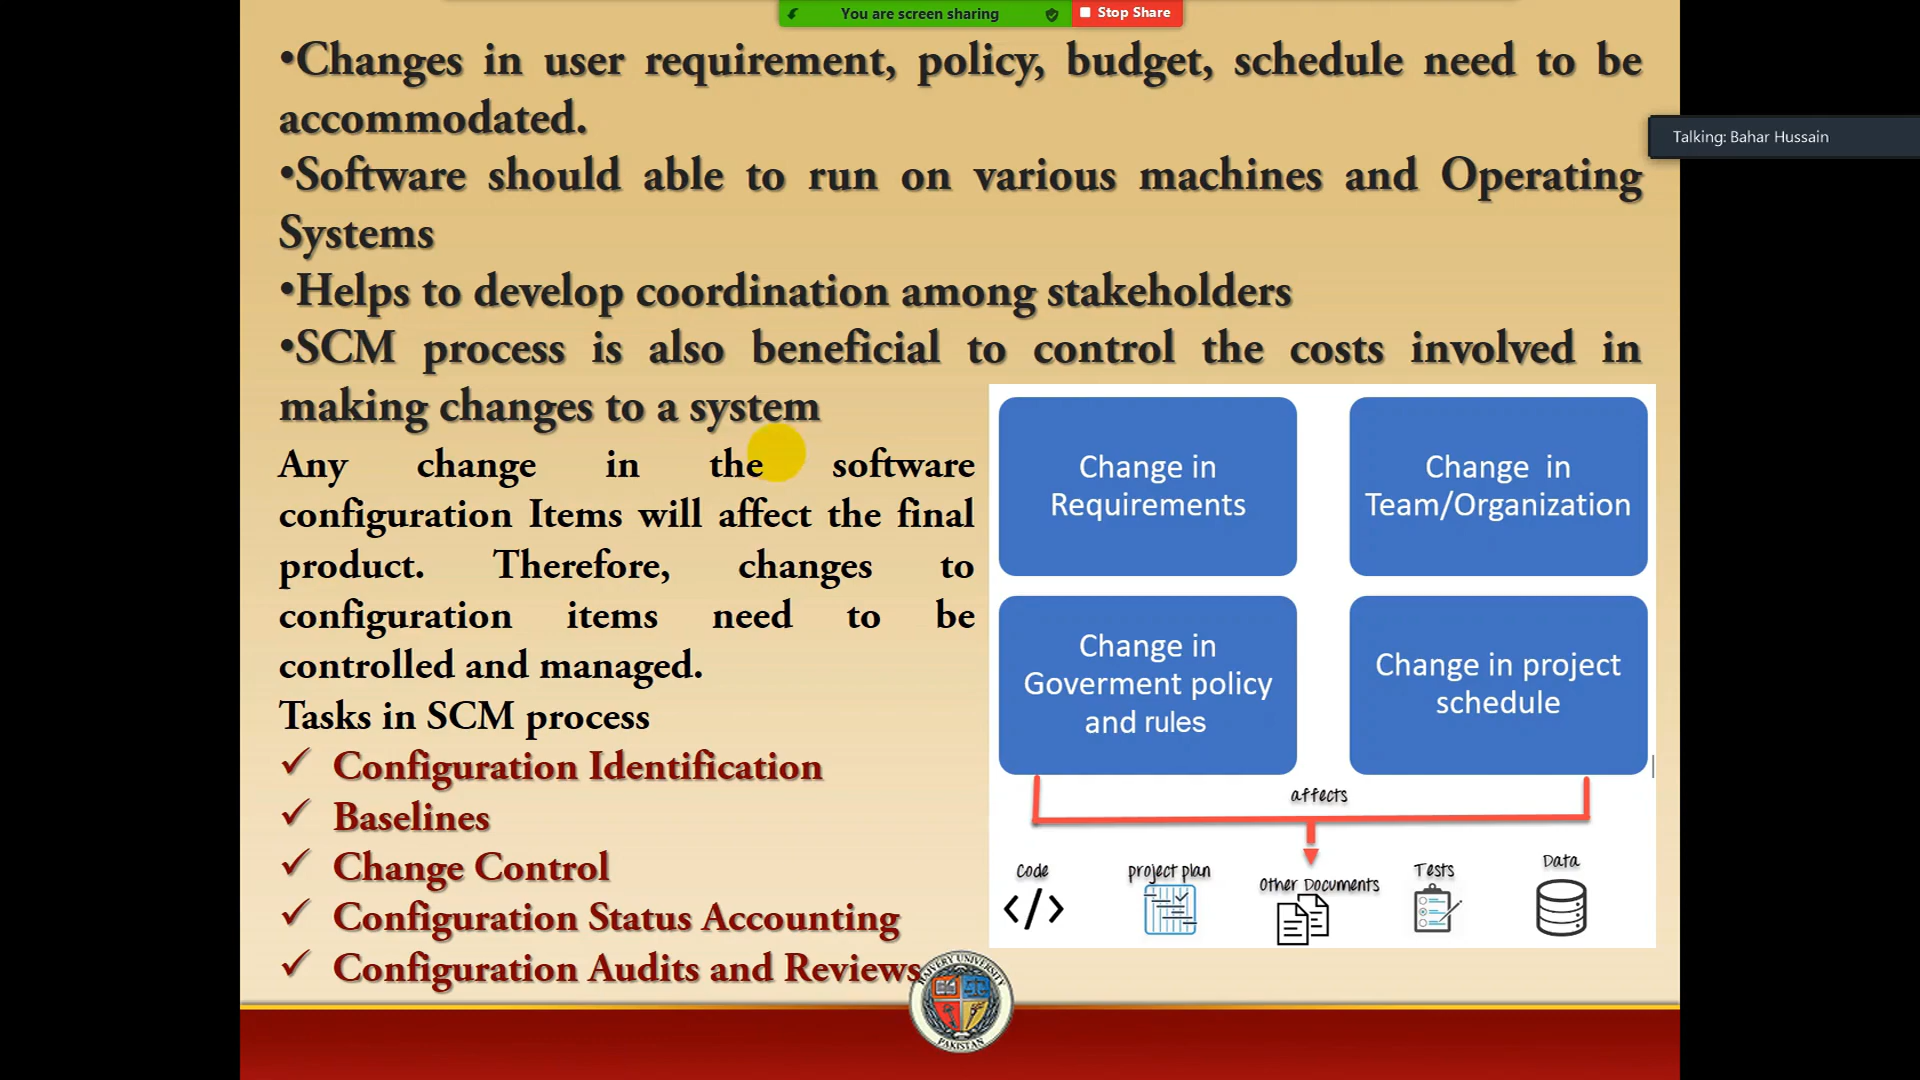 You are screen sharing
Stop Share
Talking: Bahar Hussain
•Changes in user requirement, policy, budget, schedule need to be
accommodated.
•Software should able to run on various machines and Operating
Systems
•Helps to develop coordination among stakeholders
•SCM process is also beneficial to control the costs involved in
making changes to a system
Any change in the software
configuration Items will affect the final
product. Therefore, changes to
configuration items need to be
controlled and managed.
Tasks in SCM process
✓ Configuration Identification
✓ Baselines
✓ Change Control
✓ Configuration Status Accounting
✓ Configuration Audits and Reviews
Change in
Requirements
Change in
Team/Organization
Change in
Goverment policy
and rules
Change in project
schedule
affects
Code
project plan
Other Documents
Tests
Data
UNIVERSITY
PAKISTAN